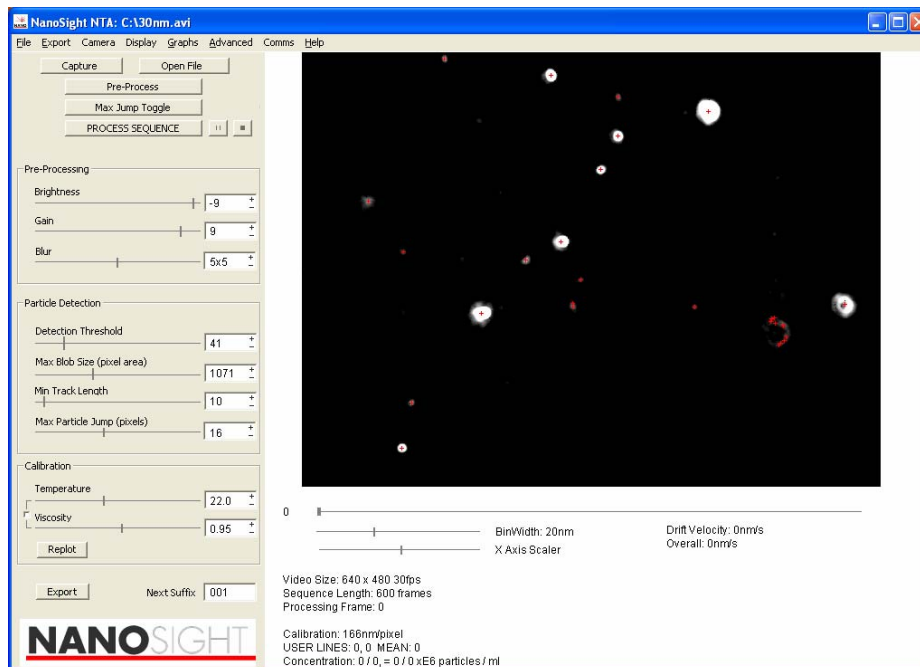 NanoSight NTA: C:\30nm.avi
File Export Camera Display Graphs Advanced Comms Help
Capture Open File
Pre-Process
Max Jump Toggle
PROCESS SEQUENCE
Pre-Processing
Brightness
-9
Gain
9
Blur
5x5
Particle Detection
Detection Threshold
41
Max Blob Size (pixel area)
1071
Min Track Length
10
Max Particle Jump (pixels)
16
Calibration
Temperature
22.0
Viscosity
0.95
Replot
Export Next Suffix 001
NANOSIGHT
0
BinWidth: 20nm
X Axis Scaler
Drift Velocity: 0nm/s
Overall: 0nm/s
Video Size: 640 x 480 30fps
Sequence Length: 600 frames
Processing Frame: 0
Calibration: 166nm/pixel
USER LINES: 0, 0 MEAN: 0
Concentration: 0 / 0, = 0 / 0 xE6 particles / ml